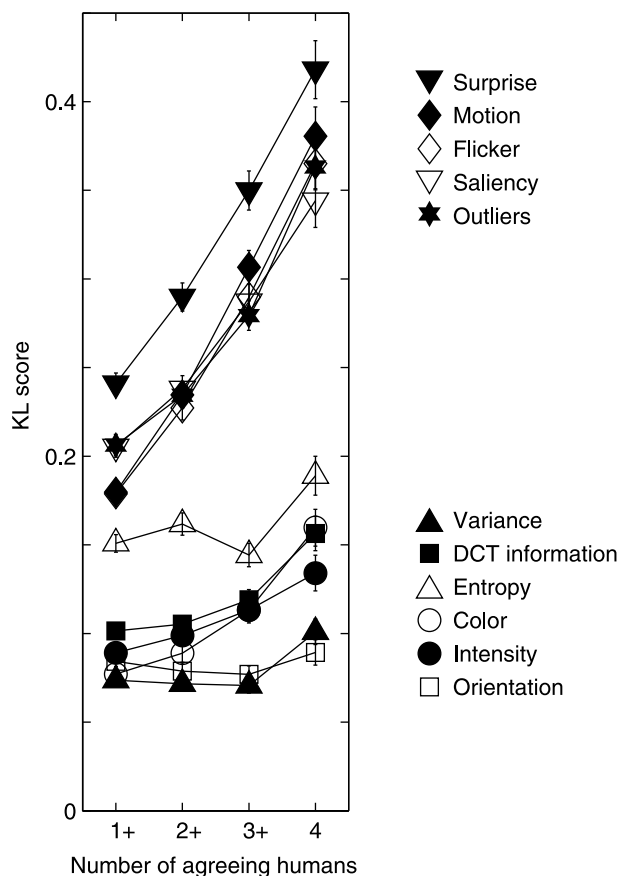 0.4
0.2
0
KL score
1+ 2+ 3+ 4
Number of agreeing humans
Surprise
Motion
Flicker
Saliency
Outliers
Variance
DCT information
Entropy
Color
Intensity
Orientation